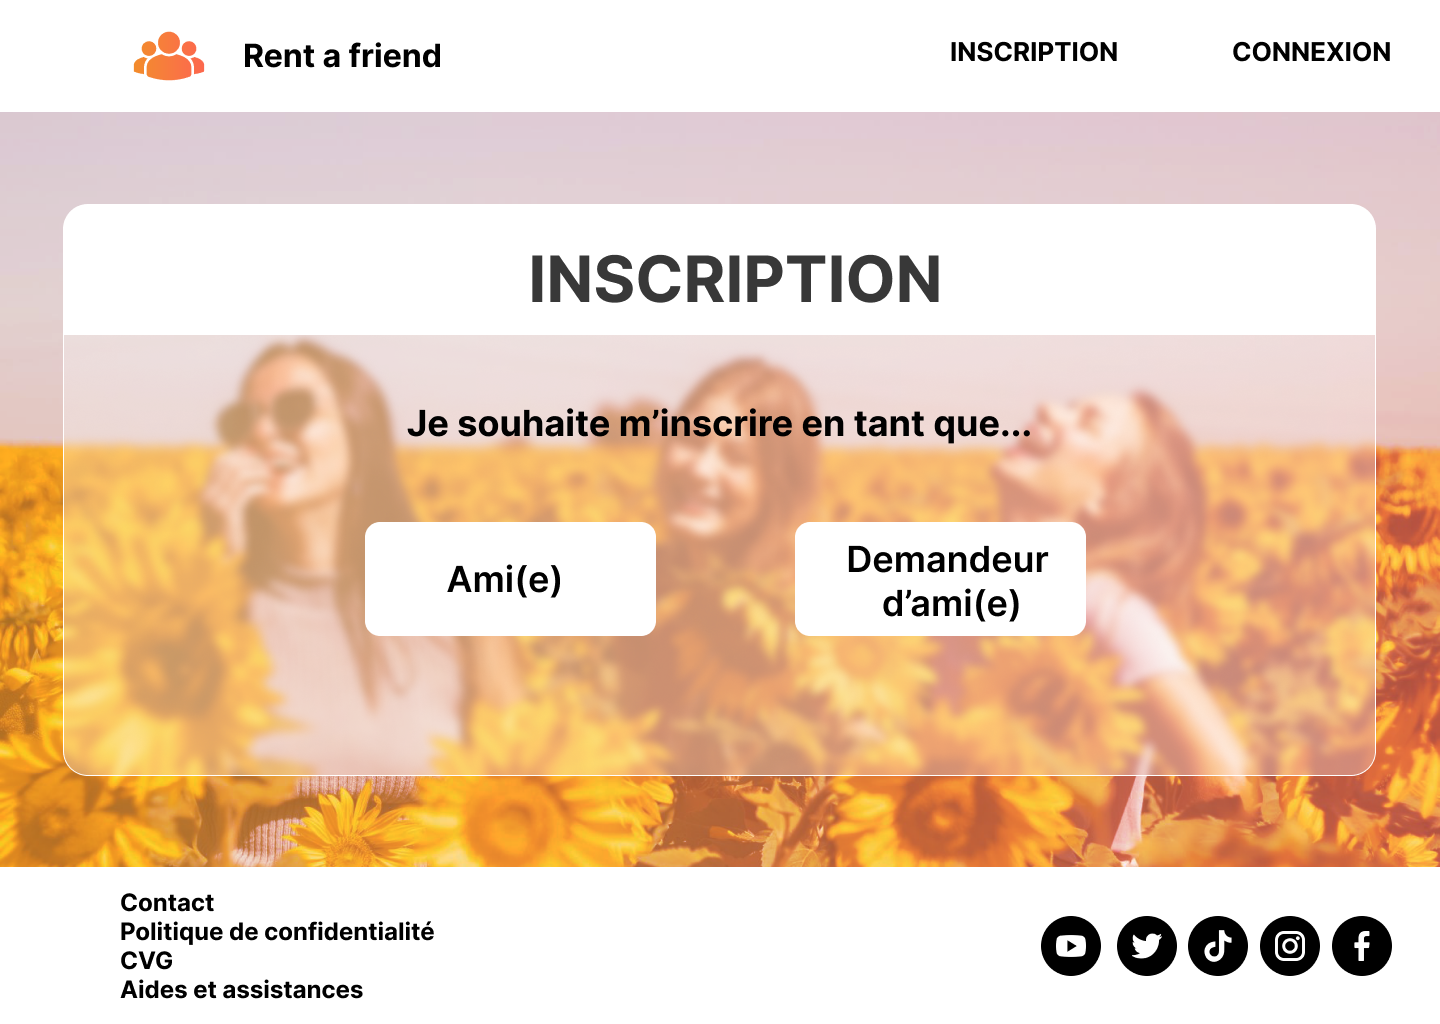 Rent a friend
INSCRIPTION
CONNEXION
INSCRIPTION
Je souhaite m’inscrire en tant que...
Ami(e)
Demandeur
d’ami(e)
Contact
Politique de confidentialité
CVG
Aides et assistances